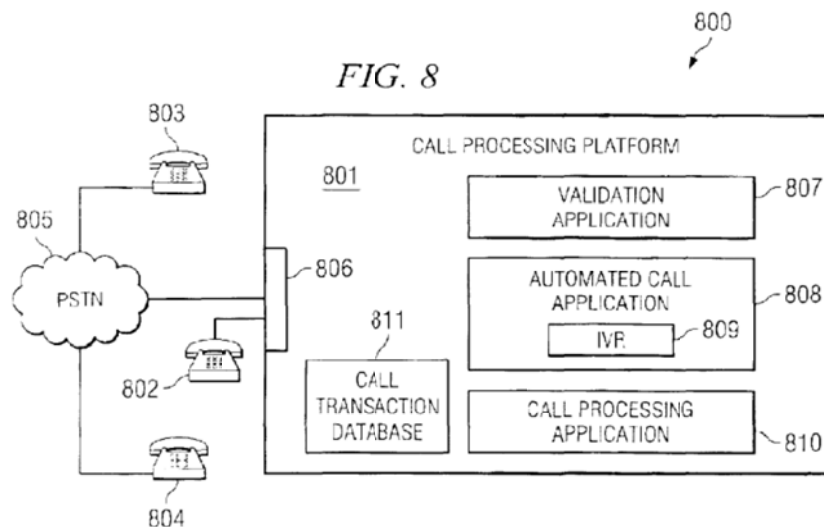 800
FIG. 8
803
CALL PROCESSING PLATFORM
801
VALIDATION
APPLICATION
807
805
PSTN
806
AUTOMATED CALL
APPLICATION
808
IVR
809
811
802
CALL
TRANSACTION
DATABASE
CALL PROCESSING
APPLICATION
810
804